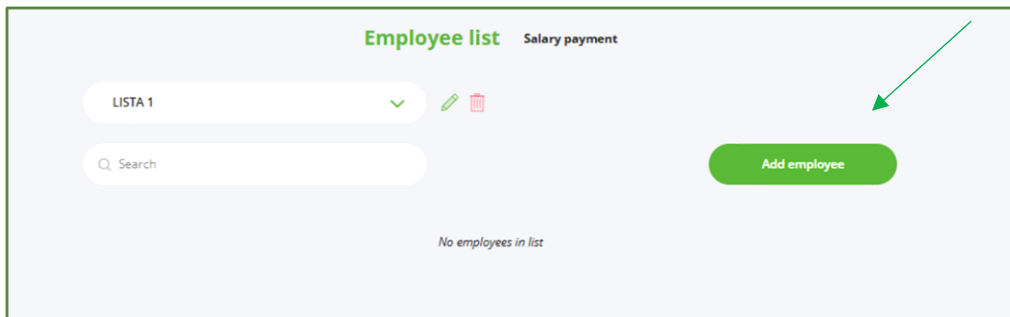 Employee list Salary payment
LISTA 1
Search
Add employee
No employees in list